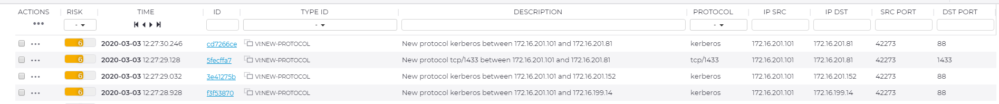 ACTIONS RISK TIME ID TYPE ID DESCRIPTION PROTOCOL IP SRC IP DST SRC PORT DST PORT
••• - - -
6 2020-03-03 12:27:30.246 cd7266ce VI:NEW-PROTOCOL New protocol kerberos between 172.16.201.101 and 172.16.201.81 kerberos 172.16.201.101 172.16.201.81 42273 88
6 2020-03-03 12:27:29.128 5fecffa7 VI:NEW-PROTOCOL New protocol tcp/1433 between 172.16.201.101 and 172.16.201.81 tcp/1433 172.16.201.101 172.16.201.81 42273 1433
6 2020-03-03 12:27:29.032 3e41275b VI:NEW-PROTOCOL New protocol kerberos between 172.16.201.101 and 172.16.201.152 kerberos 172.16.201.101 172.16.201.152 42273 88
6 2020-03-03 12:27:28.928 f3f53870 VI:NEW-PROTOCOL New protocol kerberos between 172.16.201.101 and 172.16.199.14 kerberos 172.16.201.101 172.16.199.14 42273 88